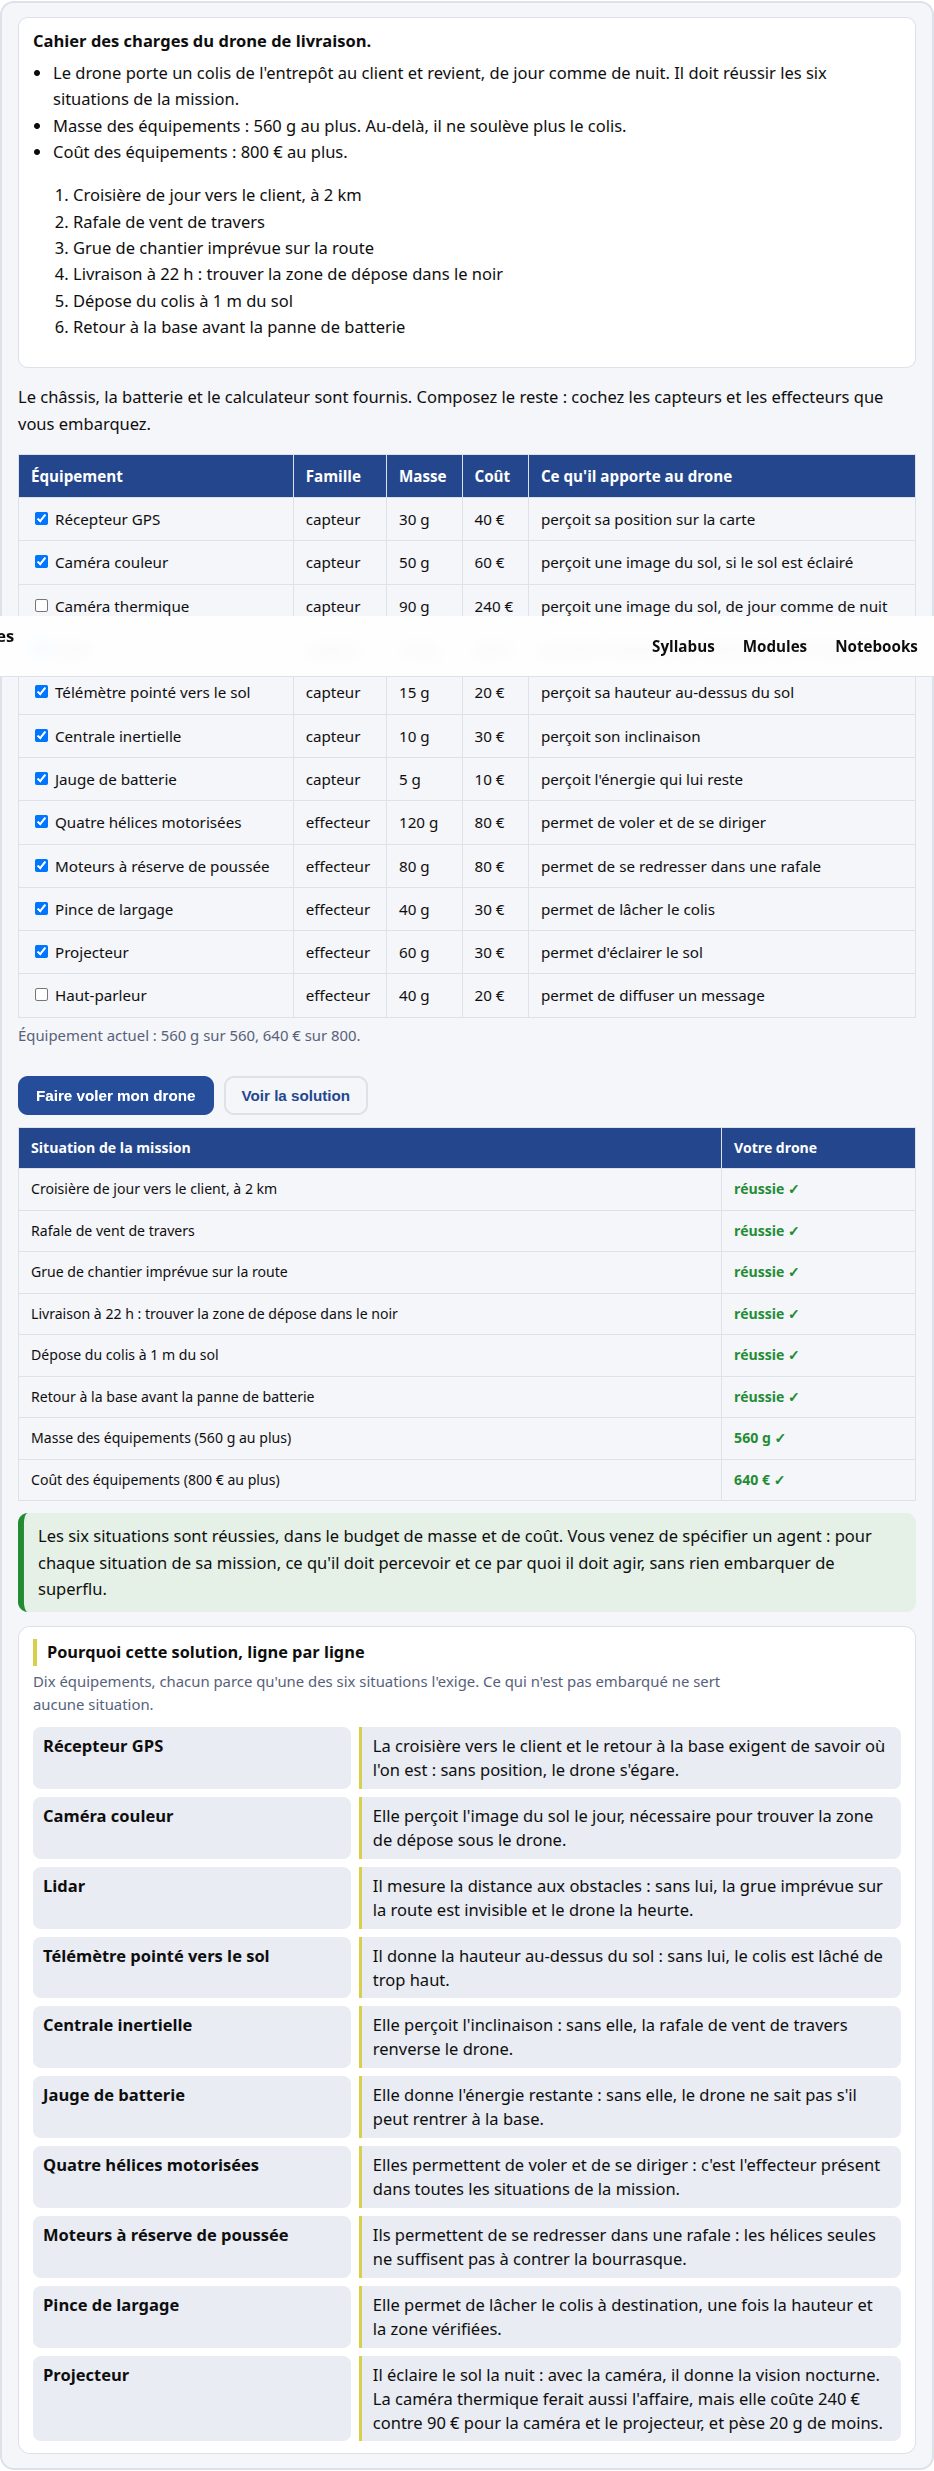 Cahier des charges du drone de livraison.
• Le drone porte un colis de l'entrepôt au client et revient, de jour comme de nuit. Il doit réussir les six
situations de la mission.
• Masse des équipements : 560 g au plus. Au-delà, il ne soulève plus le colis.
• Coût des équipements : 800 € au plus.
1. Croisière de jour vers le client, à 2 km
2. Rafale de vent de travers
3. Grue de chantier imprévue sur la route
4. Livraison à 22 h : trouver la zone de dépose dans le noir
5. Dépose du colis à 1 m du sol
6. Retour à la base avant la panne de batterie
Le châssis, la batterie et le calculateur sont fournis. Composez le reste : cochez les capteurs et les effecteurs que
vous embarquez.
Équipement Famille Masse Coût Ce qu'il apporte au drone
Récepteur GPS capteur 30 g 40 € perçoit sa position sur la carte
Caméra couleur capteur 50 g 60 € perçoit une image du sol, si le sol est éclairé
Caméra thermique capteur 90 g 240 € perçoit une image du sol, de jour comme de nuit
es Syllabus Modules Notebooks
Télémètre pointé vers le sol capteur 15 g 20 € perçoit sa hauteur au-dessus du sol
Centrale inertielle capteur 10 g 30 € perçoit son inclinaison
Jauge de batterie capteur 5 g 10 € perçoit l'énergie qui lui reste
Quatre hélices motorisées effecteur 120 g 80 € permet de voler et de se diriger
Moteurs à réserve de poussée effecteur 80 g 80 € permet de se redresser dans une rafale
Pince de largage effecteur 40 g 30 € permet de lâcher le colis
Projecteur effecteur 60 g 30 € permet d'éclairer le sol
Haut-parleur effecteur 40 g 20 € permet de diffuser un message
Équipement actuel : 560 g sur 560, 640 € sur 800.
Faire voler mon drone Voir la solution
Situation de la mission Votre drone
Croisière de jour vers le client, à 2 km réussie ✓
Rafale de vent de travers réussie ✓
Grue de chantier imprévue sur la route réussie ✓
Livraison à 22 h : trouver la zone de dépose dans le noir réussie ✓
Dépose du colis à 1 m du sol réussie ✓
Retour à la base avant la panne de batterie réussie ✓
Masse des équipements (560 g au plus) 560 g ✓
Coût des équipements (800 € au plus) 640 € ✓
Les six situations sont réussies, dans le budget de masse et de coût. Vous venez de spécifier un agent : pour
chaque situation de sa mission, ce qu'il doit percevoir et ce par quoi il doit agir, sans rien embarquer de
superflu.
Pourquoi cette solution, ligne par ligne
Dix équipements, chacun parce qu'une des six situations l'exige. Ce qui n'est pas embarqué ne sert
aucune situation.
Récepteur GPS La croisière vers le client et le retour à la base exigent de savoir où
l'on est : sans position, le drone s'égare.
Caméra couleur Elle perçoit l'image du sol le jour, nécessaire pour trouver la zone
de dépose sous le drone.
Lidar Il mesure la distance aux obstacles : sans lui, la grue imprévue sur
la route est invisible et le drone la heurte.
Télémètre pointé vers le sol Il donne la hauteur au-dessus du sol : sans lui, le colis est lâché de
trop haut.
Centrale inertielle Elle perçoit l'inclinaison : sans elle, la rafale de vent de travers
renverse le drone.
Jauge de batterie Elle donne l'énergie restante : sans elle, le drone ne sait pas s'il
peut rentrer à la base.
Quatre hélices motorisées Elles permettent de voler et de se diriger : c'est l'effecteur présent
dans toutes les situations de la mission.
Moteurs à réserve de poussée Ils permettent de se redresser dans une rafale : les hélices seules
ne suffisent pas à contrer la bourrasque.
Pince de largage Elle permet de lâcher le colis à destination, une fois la hauteur et
la zone vérifiées.
Projecteur Il éclaire le sol la nuit : avec la caméra, il donne la vision nocturne.
La caméra thermique ferait aussi l'affaire, mais elle coûte 240 €
contre 90 € pour la caméra et le projecteur, et pèse 20 g de moins.